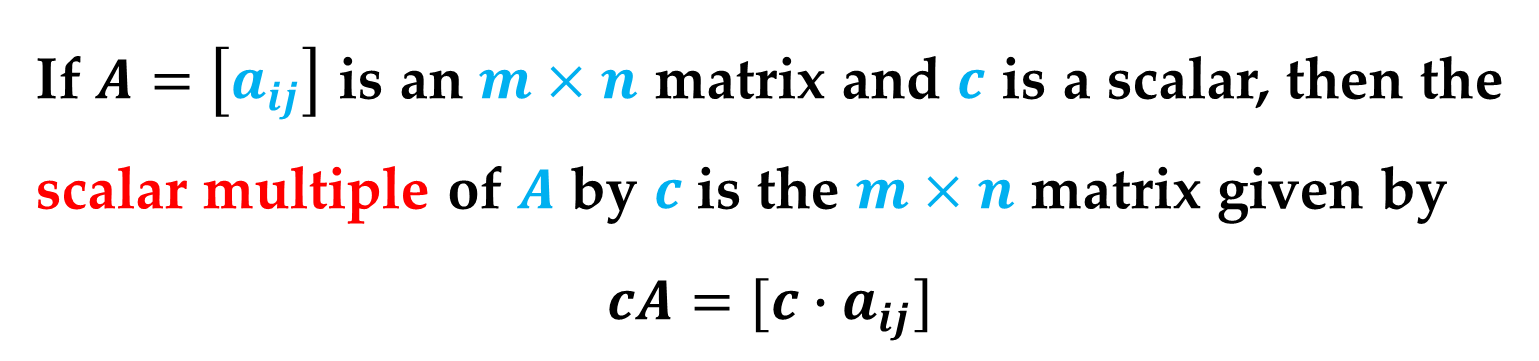 If A = [a_ij] is an m × n matrix and c is a scalar, then the
scalar multiple of A by c is the m × n matrix given by
cA = [c · a_ij]